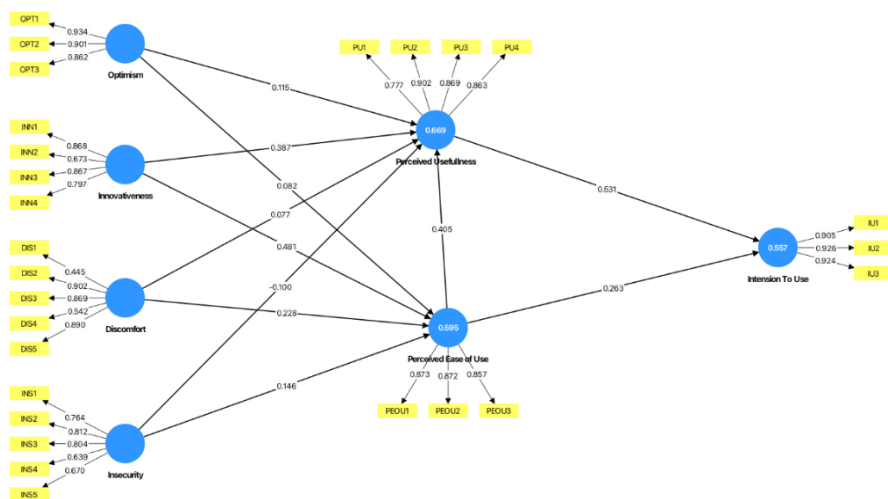 OPT1
0.934
OPT2
0.901
OPT3
0.862
Optimism
INN1
0.868
INN2
0.673
INN3
0.867
INN4
0.797
Innovativeness
DIS1
0.445
DIS2
0.902
DIS3
0.869
DIS4
0.542
DIS5
0.890
Discomfort
INS1
0.764
INS2
0.812
INS3
0.804
INS4
0.639
INS5
0.670
Insecurity
0.115
0.387
0.082
0.077
0.481
-0.100
0.228
0.146
PU1
PU2
PU3
PU4
0.777
0.902
0.869
0.863
0.669
Perceived Usefullness
0.405
0.595
Perceived Ease of Use
0.873
0.872
0.857
PEOU1
PEOU2
PEOU3
0.531
0.263
0.557
Intension To Use
0.905
IU1
0.926
IU2
0.924
IU3